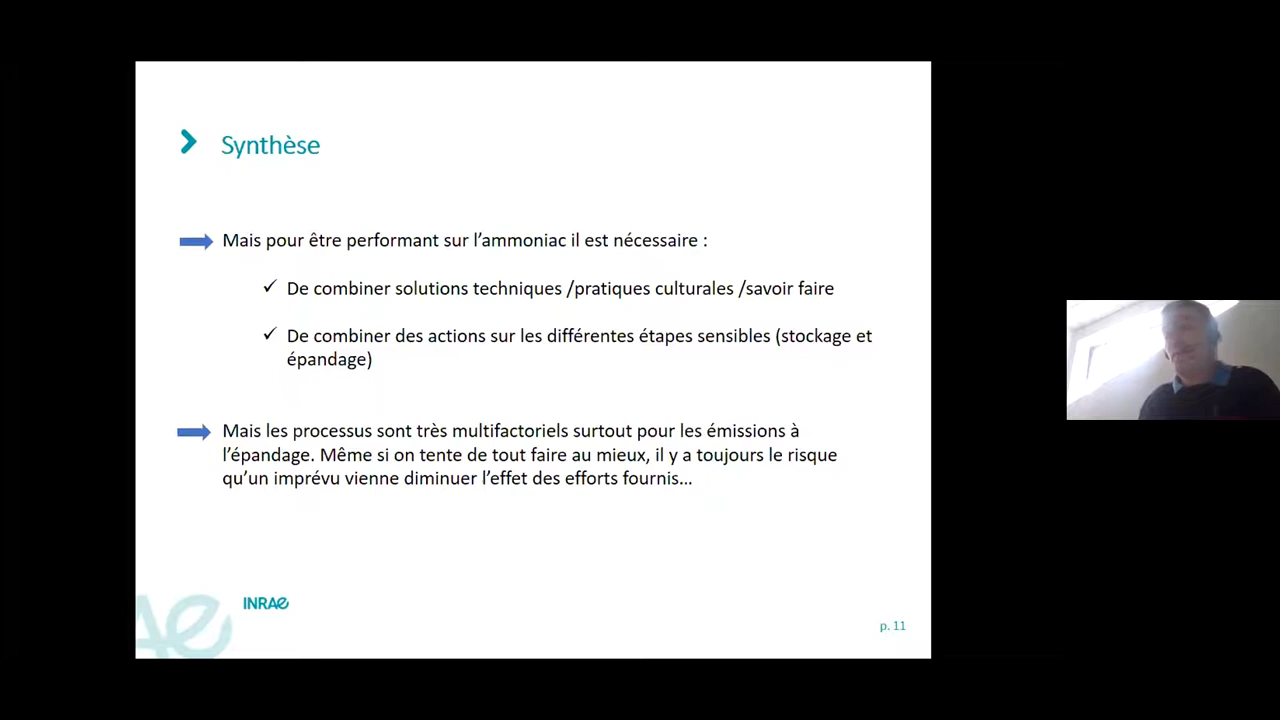 Synthèse
Mais pour être performant sur l’ammoniac il est nécessaire :
✓ De combiner solutions techniques /pratiques culturales /savoir faire
✓ De combiner des actions sur les différentes étapes sensibles (stockage et
épandage)
Mais les processus sont très multifactoriels surtout pour les émissions à
l’épandage. Même si on tente de tout faire au mieux, il y a toujours le risque
qu’un imprévu vienne diminuer l’effet des efforts fournis…
INRAE
p. 11